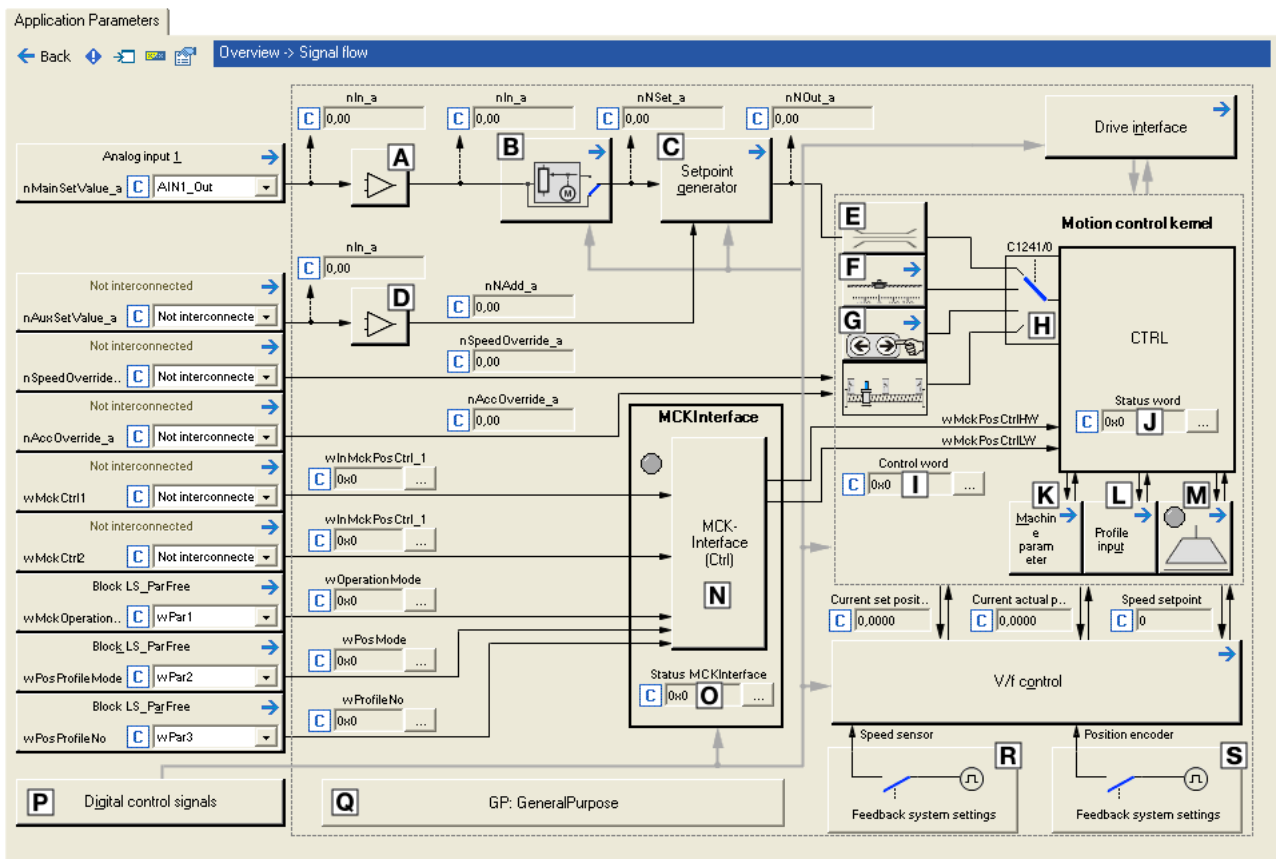 Application Parameters
Back
Overview -> Signal flow
nIn_a
C 0,00
nIn_a
C 0,00
nNSet_a
C 0,00
nNOut_a
C 0,00
Drive interface
Analog input 1
nMainSetValue_a C AIN1_Out
A
B
C
Setpoint
generator
nIn_a
C 0,00
Not interconnected
nAuxSetValue_a C Not interconnecte
D
nNAdd_a
C 0,00
Not interconnected
nSpeedOverride.. C Not interconnecte
nSpeedOverride_a
C 0,00
Not interconnected
nAccOverride_a C Not interconnecte
nAccOverride_a
C 0,00
Not interconnected
wMckCtrl1 C Not interconnecte
wInMckPosCtrl_1
C 0x0 ...
Not interconnected
wMckCtrl2 C Not interconnecte
wInMckPosCtrl_1
C 0x0 ...
Block LS_ParFree
wMckOperation... C wPar1
wOperationMode
C 0x0 ...
Block LS_ParFree
wPosProfileMode C wPar2
wPosMode
C 0x0 ...
Block LS_ParFree
wPosProfileNo C wPar3
wProfileNo
C 0x0 ...
MCKInterface
MCK-
Interface
(Ctrl)
N
Status MCKInterface
C 0x0 O ...
E
F
G
Motion control kernel
C1241/0
H
CTRL
Status word
C 0x0 J ...
wMckPosCtrlHW
wMckPosCtrlLW
Control word
C 0x0 I ...
K
Machin
e
param
eter
L
Profile
input
M
Current set posit..
C 0,0000
Current actual p..
C 0,0000
Speed setpoint
C 0
V/f control
Speed sensor
R
Feedback system settings
Position encoder
S
Feedback system settings
P Digital control signals
Q GP: GeneralPurpose